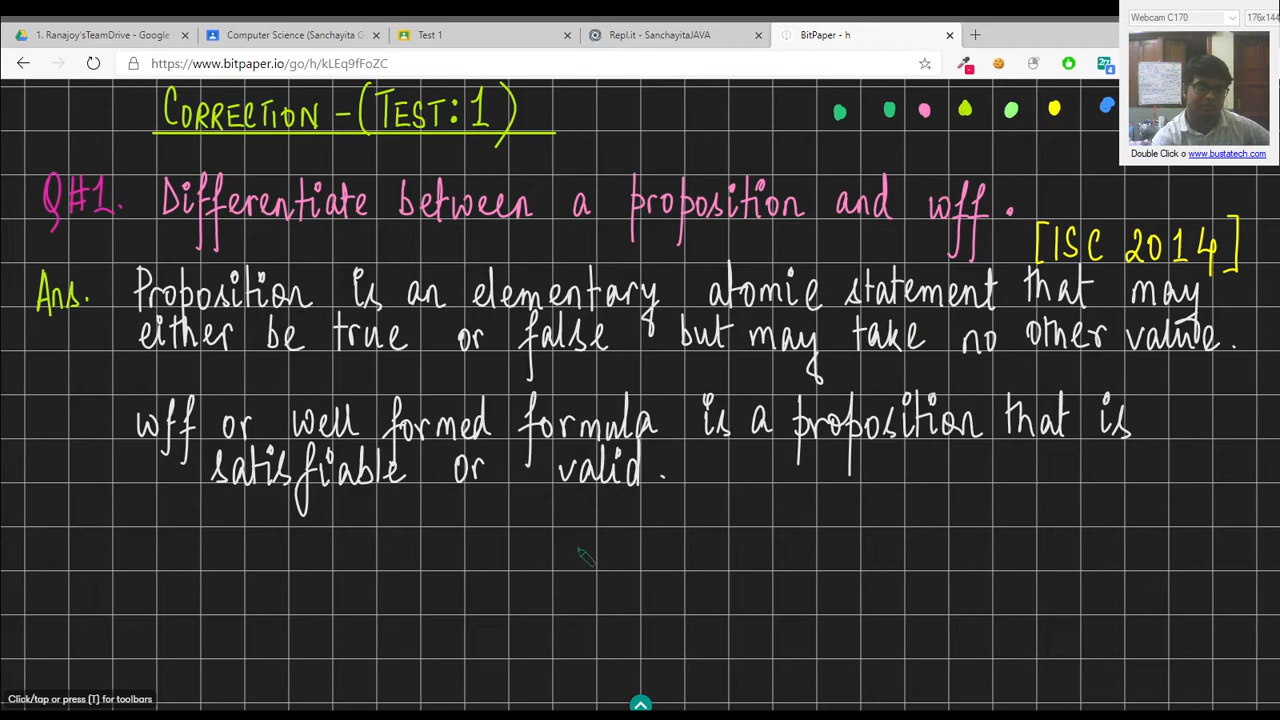 Webcam C170
176x144
1. Ranajoy'sTeamDrive - Google
Computer Science (Sanchayita G
Test 1
Repl.it - SanchayitaJAVA
BitPaper - h
https://www.bitpaper.io/go/h/kLEq9fFoZC
Double Click o www.bustatech.com
CORRECTION - (TEST: 1)
Q#1. Differentiate between a proposition and wff.
[ISC 2014]
Ans. Proposition is an elementary atomic statement that may
either be true or false but may take no other value.
wff or well formed formula is a proposition that is
satisfiable or valid.
Click/tap or press (T) for toolbars